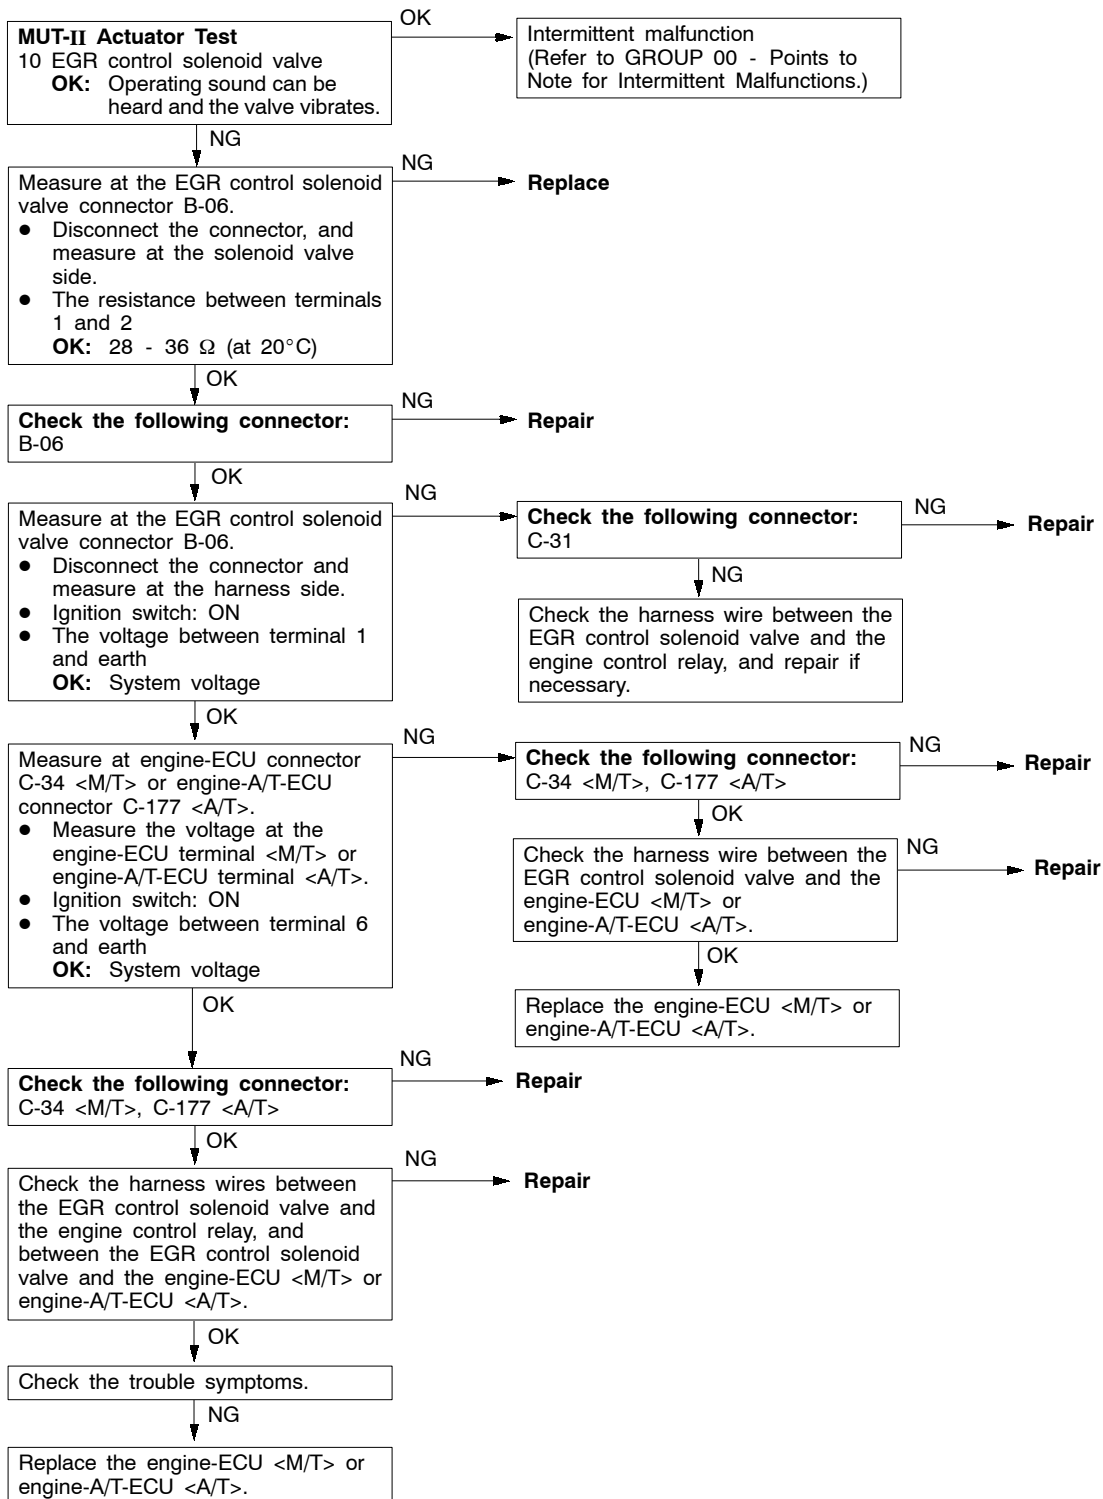 MUT-II Actuator Test
10 EGR control solenoid valve
OK: Operating sound can be
heard and the valve vibrates.
OK
Intermittent malfunction
(Refer to GROUP 00 - Points to
Note for Intermittent Malfunctions.)
NG
Measure at the EGR control solenoid
valve connector B-06.
● Disconnect the connector, and
measure at the solenoid valve
side.
● The resistance between terminals
1 and 2
OK: 28 - 36 Ω (at 20°C)
NG
Replace
OK
Check the following connector:
B-06
NG
Repair
OK
Measure at the EGR control solenoid
valve connector B-06.
● Disconnect the connector and
measure at the harness side.
● Ignition switch: ON
● The voltage between terminal 1
and earth
OK: System voltage
NG
Check the following connector:
C-31
NG
Repair
NG
Check the harness wire between the
EGR control solenoid valve and the
engine control relay, and repair if
necessary.
OK
Measure at engine-ECU connector
C-34 <M/T> or engine-A/T-ECU
connector C-177 <A/T>.
● Measure the voltage at the
engine-ECU terminal <M/T> or
engine-A/T-ECU terminal <A/T>.
● Ignition switch: ON
● The voltage between terminal 6
and earth
OK: System voltage
NG
Check the following connector:
C-34 <M/T>, C-177 <A/T>
NG
Repair
OK
Check the harness wire between the
EGR control solenoid valve and the
engine-ECU <M/T> or
engine-A/T-ECU <A/T>.
NG
Repair
OK
Replace the engine-ECU <M/T> or
engine-A/T-ECU <A/T>.
OK
Check the following connector:
C-34 <M/T>, C-177 <A/T>
NG
Repair
OK
Check the harness wires between
the EGR control solenoid valve and
the engine control relay, and
between the EGR control solenoid
valve and the engine-ECU <M/T> or
engine-A/T-ECU <A/T>.
NG
Repair
OK
Check the trouble symptoms.
NG
Replace the engine-ECU <M/T> or
engine-A/T-ECU <A/T>.